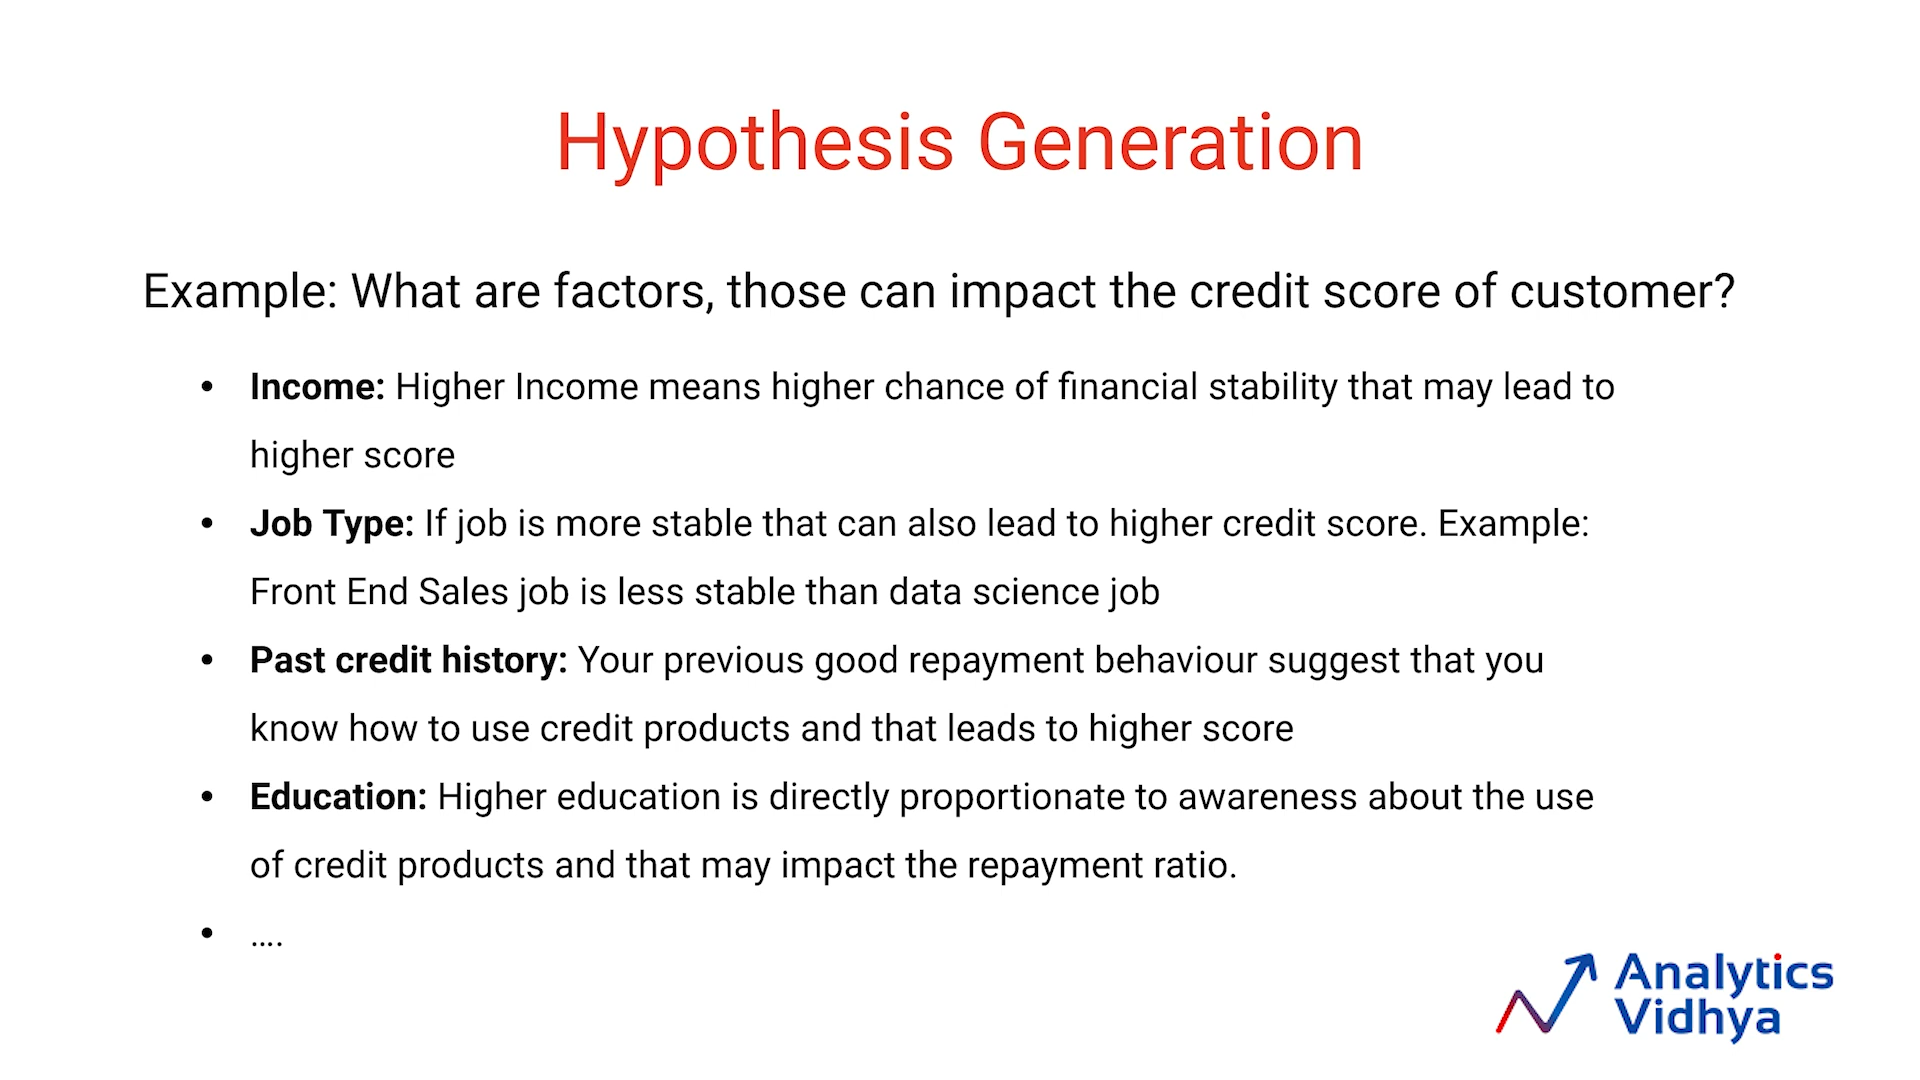 Hypothesis Generation
Example: What are factors, those can impact the credit score of customer?
• Income: Higher Income means higher chance of financial stability that may lead to
higher score
• Job Type: If job is more stable that can also lead to higher credit score. Example:
Front End Sales job is less stable than data science job
• Past credit history: Your previous good repayment behaviour suggest that you
know how to use credit products and that leads to higher score
• Education: Higher education is directly proportionate to awareness about the use
of credit products and that may impact the repayment ratio.
• ....
Analytics
Vidhya